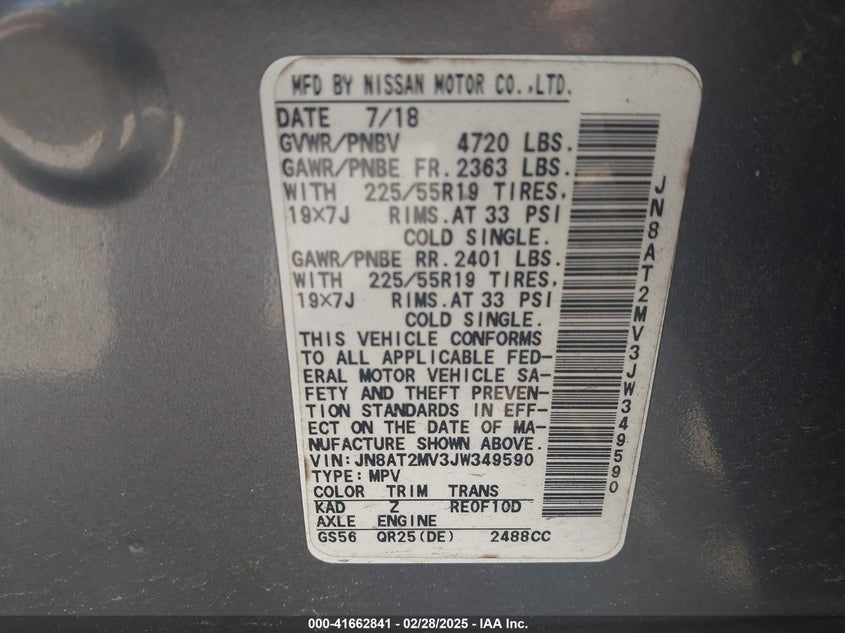 MFD BY NISSAN MOTOR CO.,LTD.
DATE 7/18
GVWR/PNBV 4720 LBS.
GAWR/PNBE FR. 2363 LBS.
WITH 225/55R19 TIRES,
19×7J RIMS.AT 33 PSI
COLD SINGLE.
GAWR/PNBE RR. 2401 LBS.
WITH 225/55R19 TIRES,
19×7J RIMS.AT 33 PSI
COLD SINGLE.
THIS VEHICLE CONFORMS
TO ALL APPLICABLE FED-
ERAL MOTOR VEHICLE SA-
FETY AND THEFT PREVEN-
TION STANDARDS IN EFF-
ECT ON THE DATE OF MA-
NUFACTURE SHOWN ABOVE.
VIN:JN8AT2MV3JW349590
TYPE:MPV
COLOR TRIM TRANS
KAD Z RE0F10D
AXLE ENGINE
GS56 QR25(DE) 2488CC
JN8AT2MV3JW349590
000-41662841 - 02/28/2025 - IAA Inc.